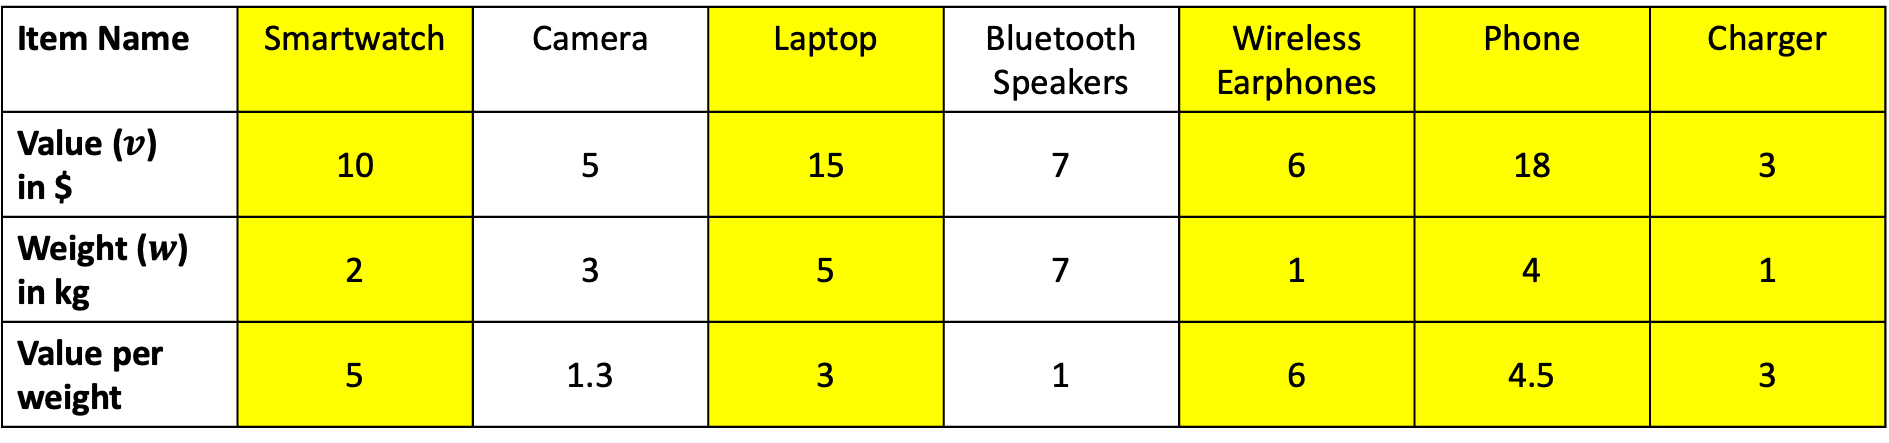 Item Name Smartwatch Camera Laptop Bluetooth Speakers Wireless Earphones Phone Charger
Value (v) in $ 10 5 15 7 6 18 3
Weight (w) in kg 2 3 5 7 1 4 1
Value per weight 5 1.3 3 1 6 4.5 3